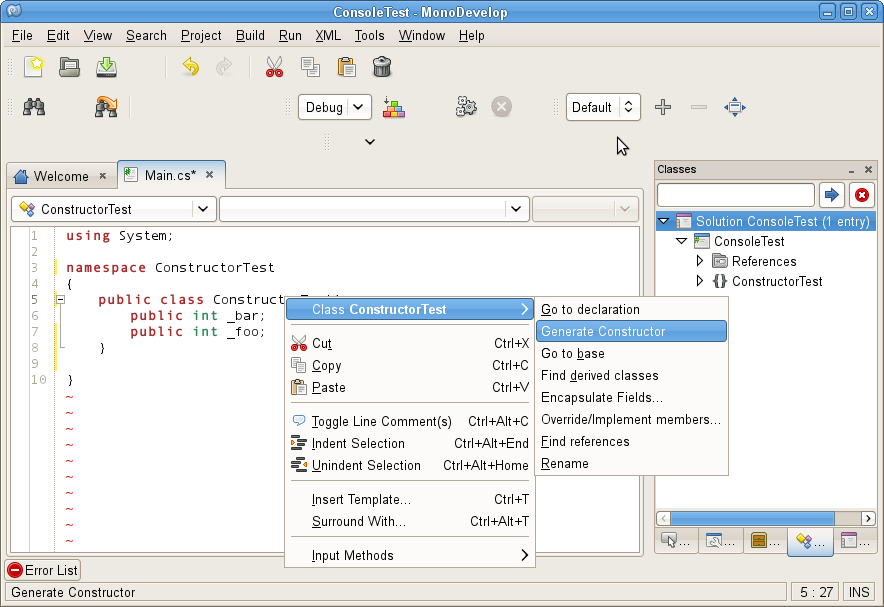 ConsoleTest - MonoDevelop
File Edit View Search Project Build Run XML Tools Window Help
Debug
Default
Welcome
Main.cs*
Classes
ConstructorTest
Solution ConsoleTest (1 entry)
ConsoleTest
References
ConstructorTest
1 using System;
2
3 namespace ConstructorTest
4 {
5 public class
6 public int _bar;
7 public int _foo;
8 }
9
10 }
~
~
~
~
~
~
~
~
~
~
Class ConstructorTest
Cut Ctrl+X
Copy Ctrl+C
Paste Ctrl+V
Toggle Line Comment(s) Ctrl+Alt+C
Indent Selection Ctrl+Alt+End
Unindent Selection Ctrl+Alt+Home
Insert Template... Ctrl+T
Surround With... Ctrl+Alt+T
Input Methods
Go to declaration
Generate Constructor
Go to base
Find derived classes
Encapsulate Fields...
Override/Implement members...
Find references
Rename
... ... ... ... ...
Error List
Generate Constructor
5 : 27
INS